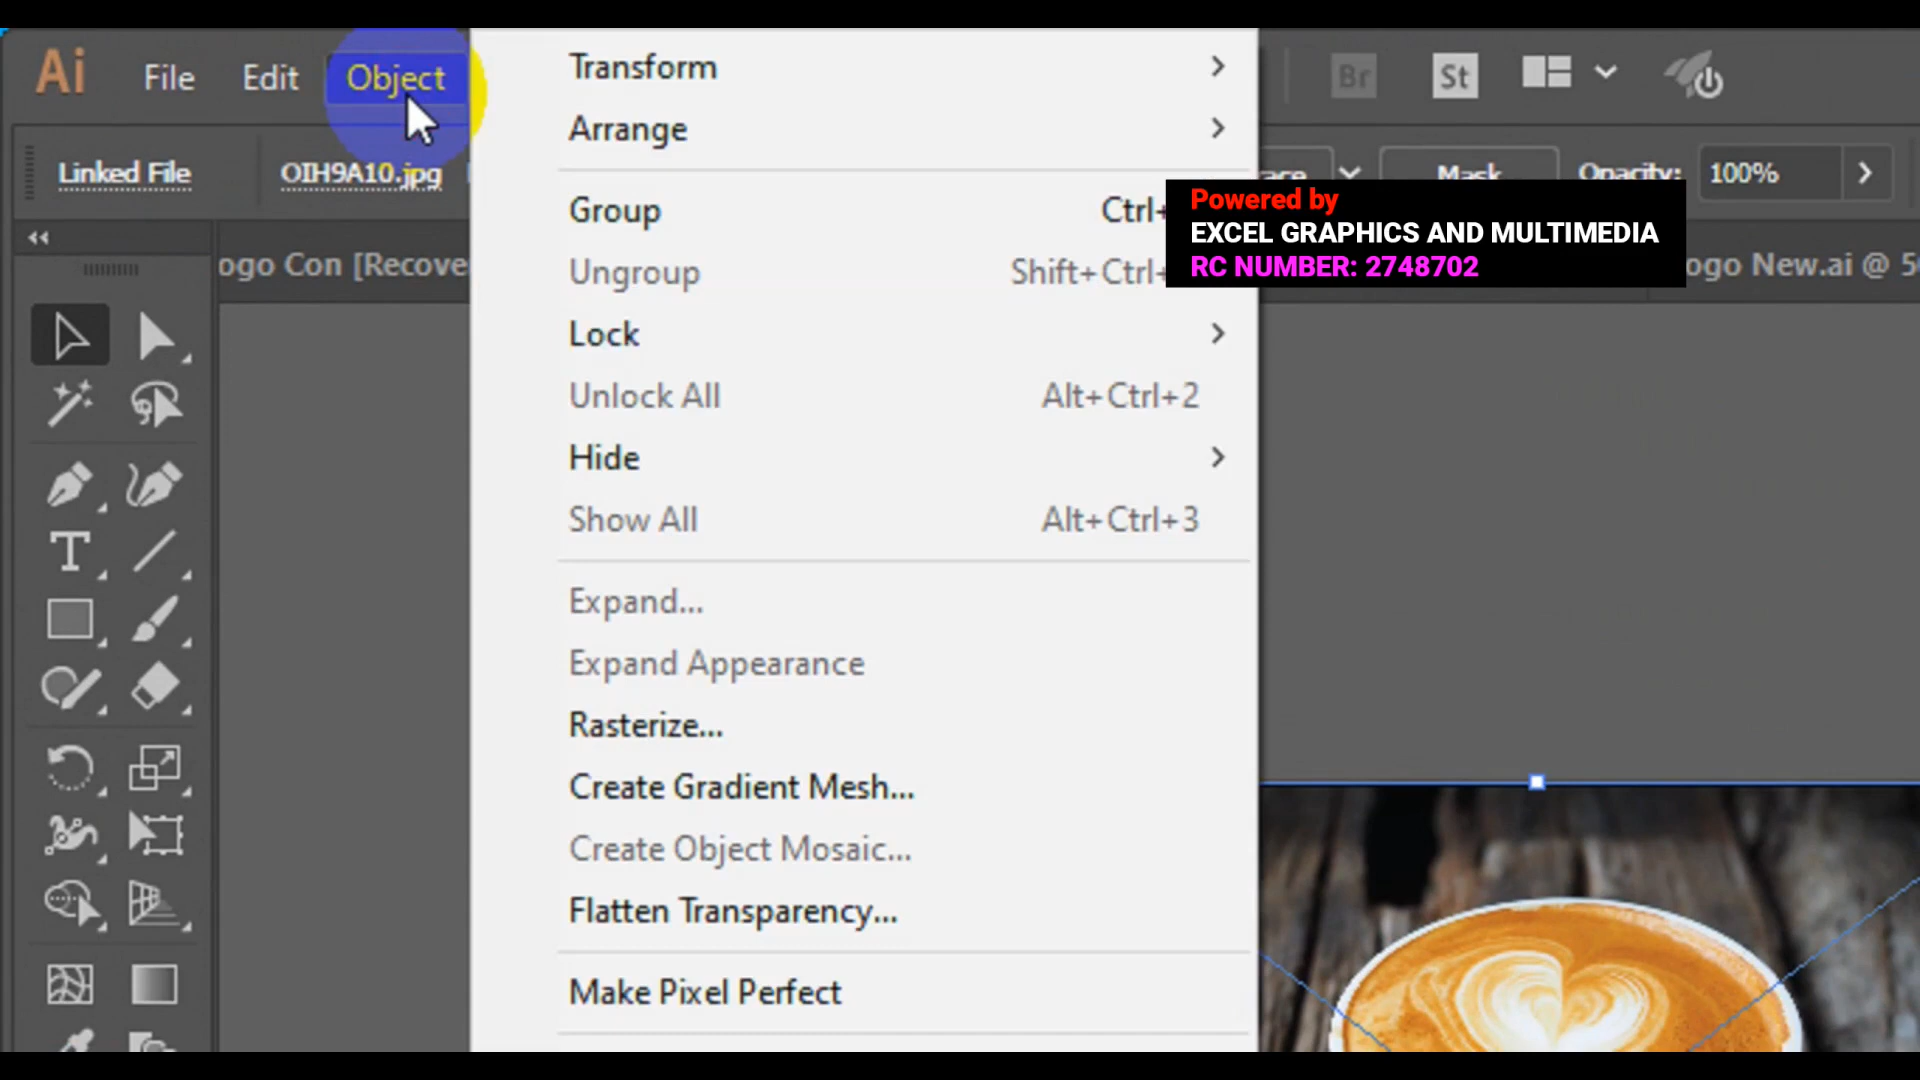 Ai File Edit Object
Transform
Br St
Arrange
Linked File OIH9A10.jpg
Mask Opacity: 100%
Powered by
EXCEL GRAPHICS AND MULTIMEDIA
RC NUMBER: 2748702
Group Ctrl+
ogo Con [Recove
ogo New.ai @ 5
Ungroup Shift+Ctrl+
Lock
Unlock All Alt+Ctrl+2
Hide
Show All Alt+Ctrl+3
Expand...
Expand Appearance
Rasterize...
Create Gradient Mesh...
Create Object Mosaic...
Flatten Transparency...
Make Pixel Perfect